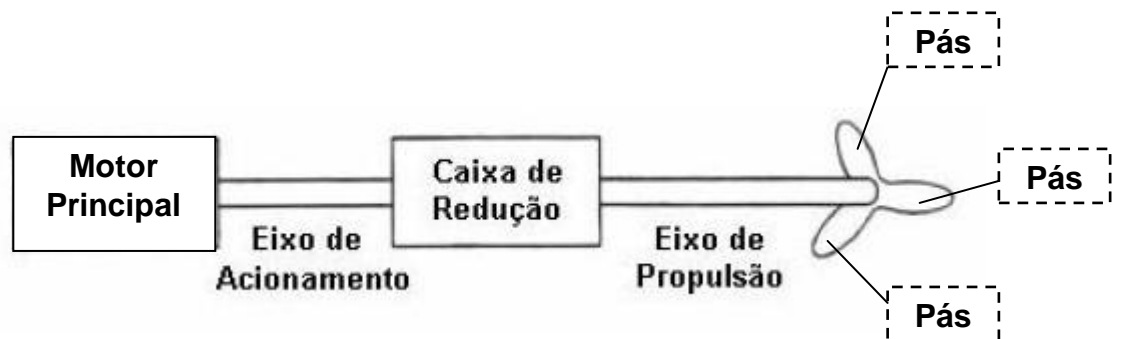 Pás
Motor
Principal
Caixa de
Redução
Pás
Eixo de
Acionamento
Eixo de
Propulsão
Pás